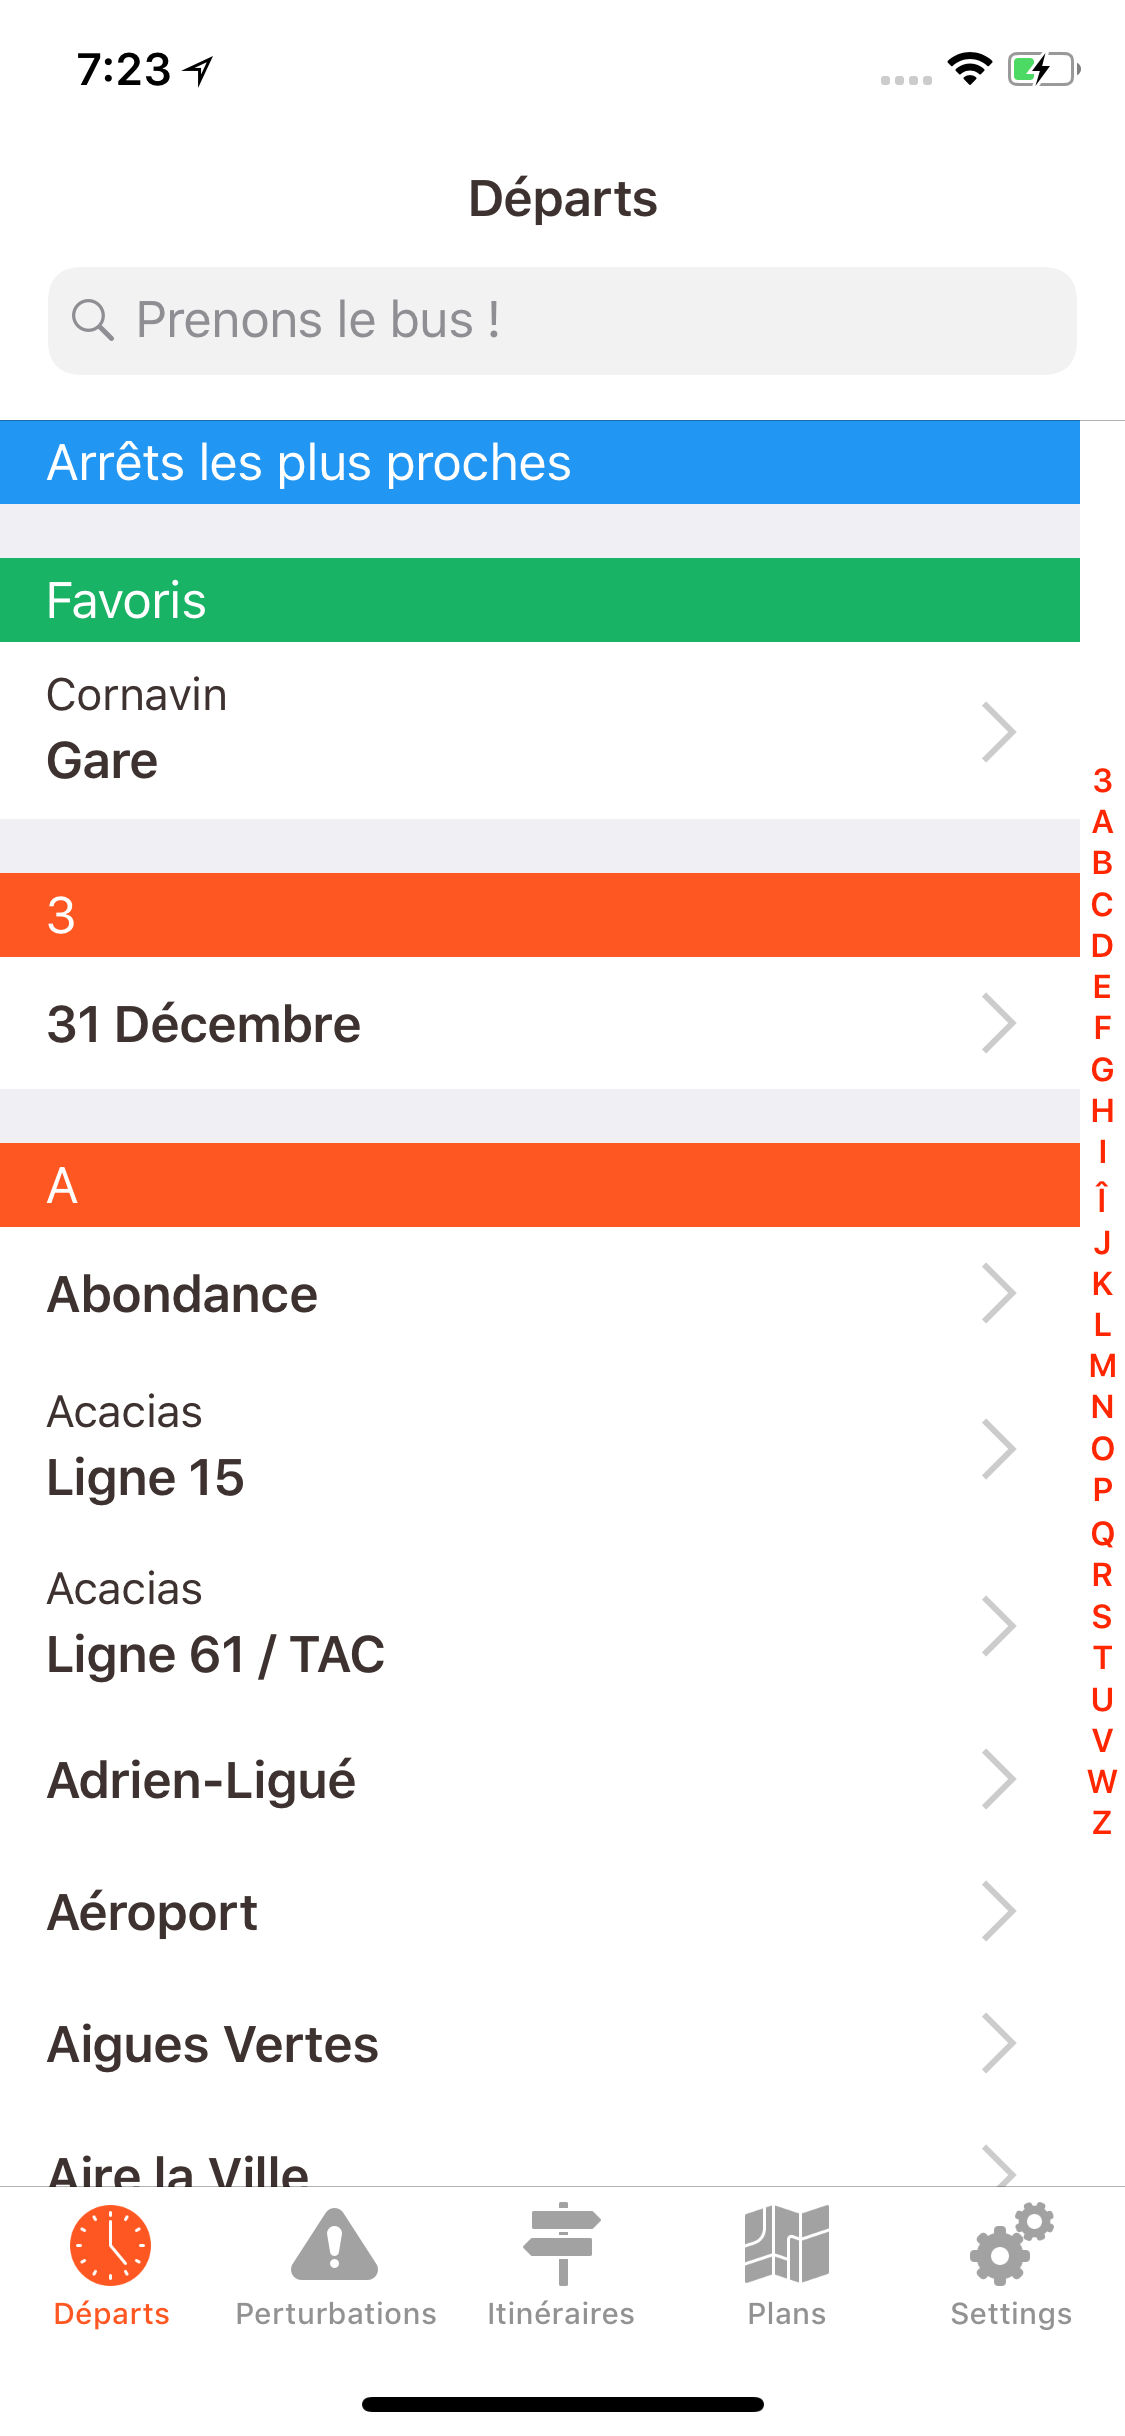 7:23
Départs
Prenons le bus !
Arrêts les plus proches
Favoris
Cornavin
Gare
3
31 Décembre
A
Abondance
Acacias
Ligne 15
Acacias
Ligne 61 / TAC
Adrien-Ligué
Aéroport
Aigues Vertes
Aire la Ville
3
A
B
C
D
E
F
G
H
I
Î
J
K
L
M
N
O
P
Q
R
S
T
U
V
W
Z
Départs
Perturbations
Itinéraires
Plans
Settings